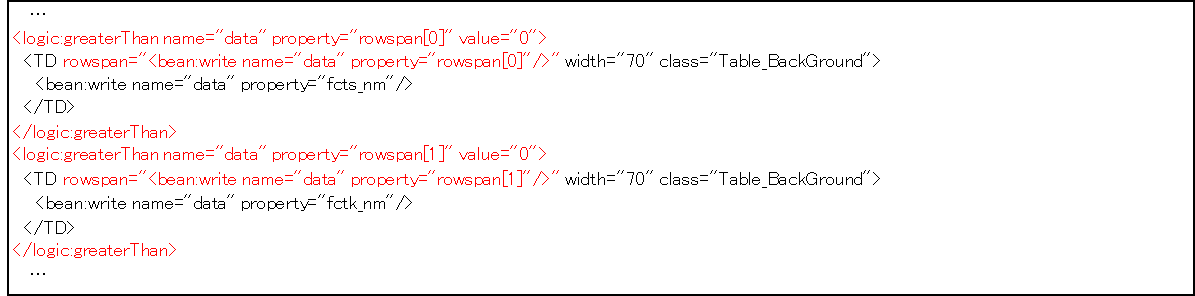 ...
<logic:greaterThan name="data" property="rowspan[0]" value="0">
<TD rowspan="<bean:write name="data" property="rowspan[0]"/>" width="70" class="Table_BackGround">
<bean:write name="data" property="fcts_nm"/>
</TD>
</logic:greaterThan>
<logic:greaterThan name="data" property="rowspan[1]" value="0">
<TD rowspan="<bean:write name="data" property="rowspan[1]"/>" width="70" class="Table_BackGround">
<bean:write name="data" property="fctk_nm"/>
</TD>
</logic:greaterThan>
...